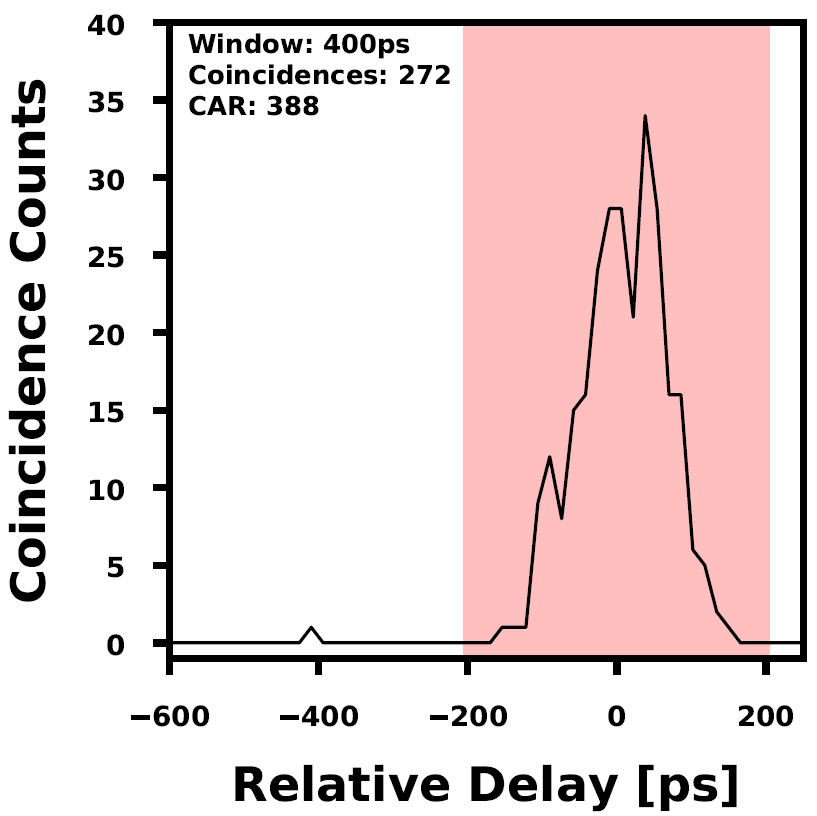 Window: 400ps
Coincidences: 272
CAR: 388
Coincidence Counts
40
35
30
25
20
15
10
5
0
−600
−400
−200
0
200
Relative Delay [ps]